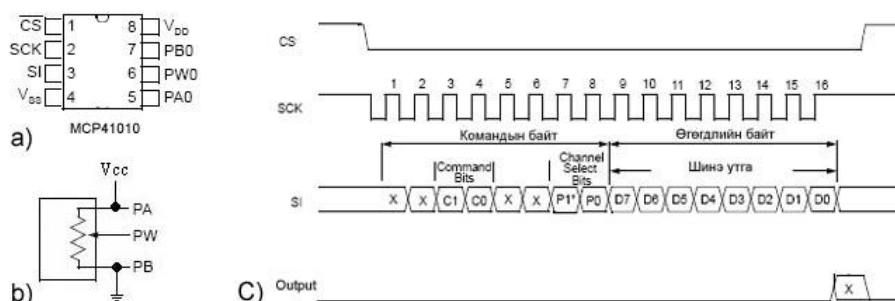 CS 1 8 VDD
SCK 2 7 PB0
SI 3 6 PW0
VSS 4 5 PA0
MCP41010
a)
Vcc
PA
PW
PB
b)
CS
1 2 3 4 5 6 7 8 9 10 11 12 13 14 15 16
SCK
Командын байт Өгөгдлийн байт
Command Bits
Channel Select Bits
Шинэ утга
SI X X C1 C0 X X P1* P0 D7 D6 D5 D4 D3 D2 D1 D0
C) Output X